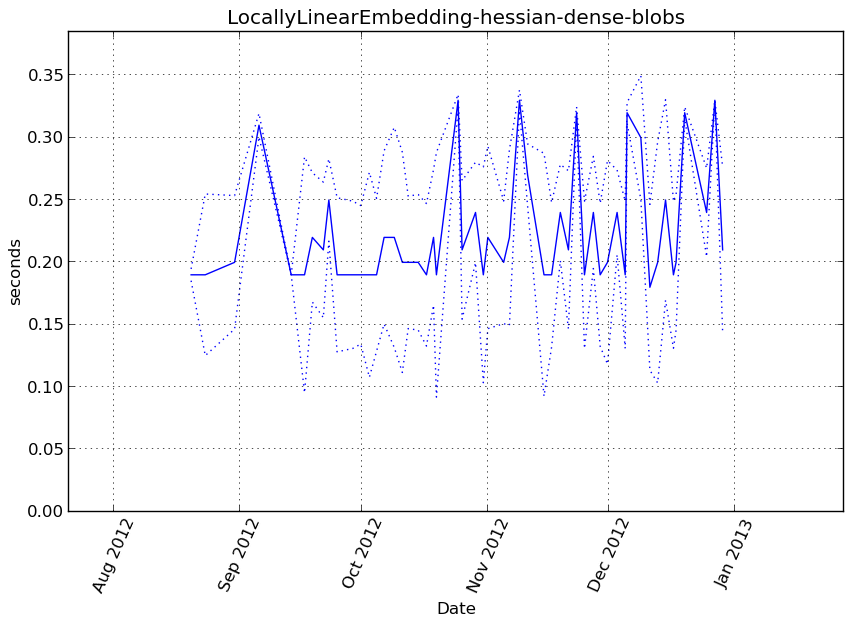 LocallyLinearEmbedding-hessian-dense-blobs
0.35
0.30
0.25
0.20
0.15
0.10
0.05
0.00
seconds
Aug 2012
Sep 2012
Oct 2012
Nov 2012
Dec 2012
Jan 2013
Date